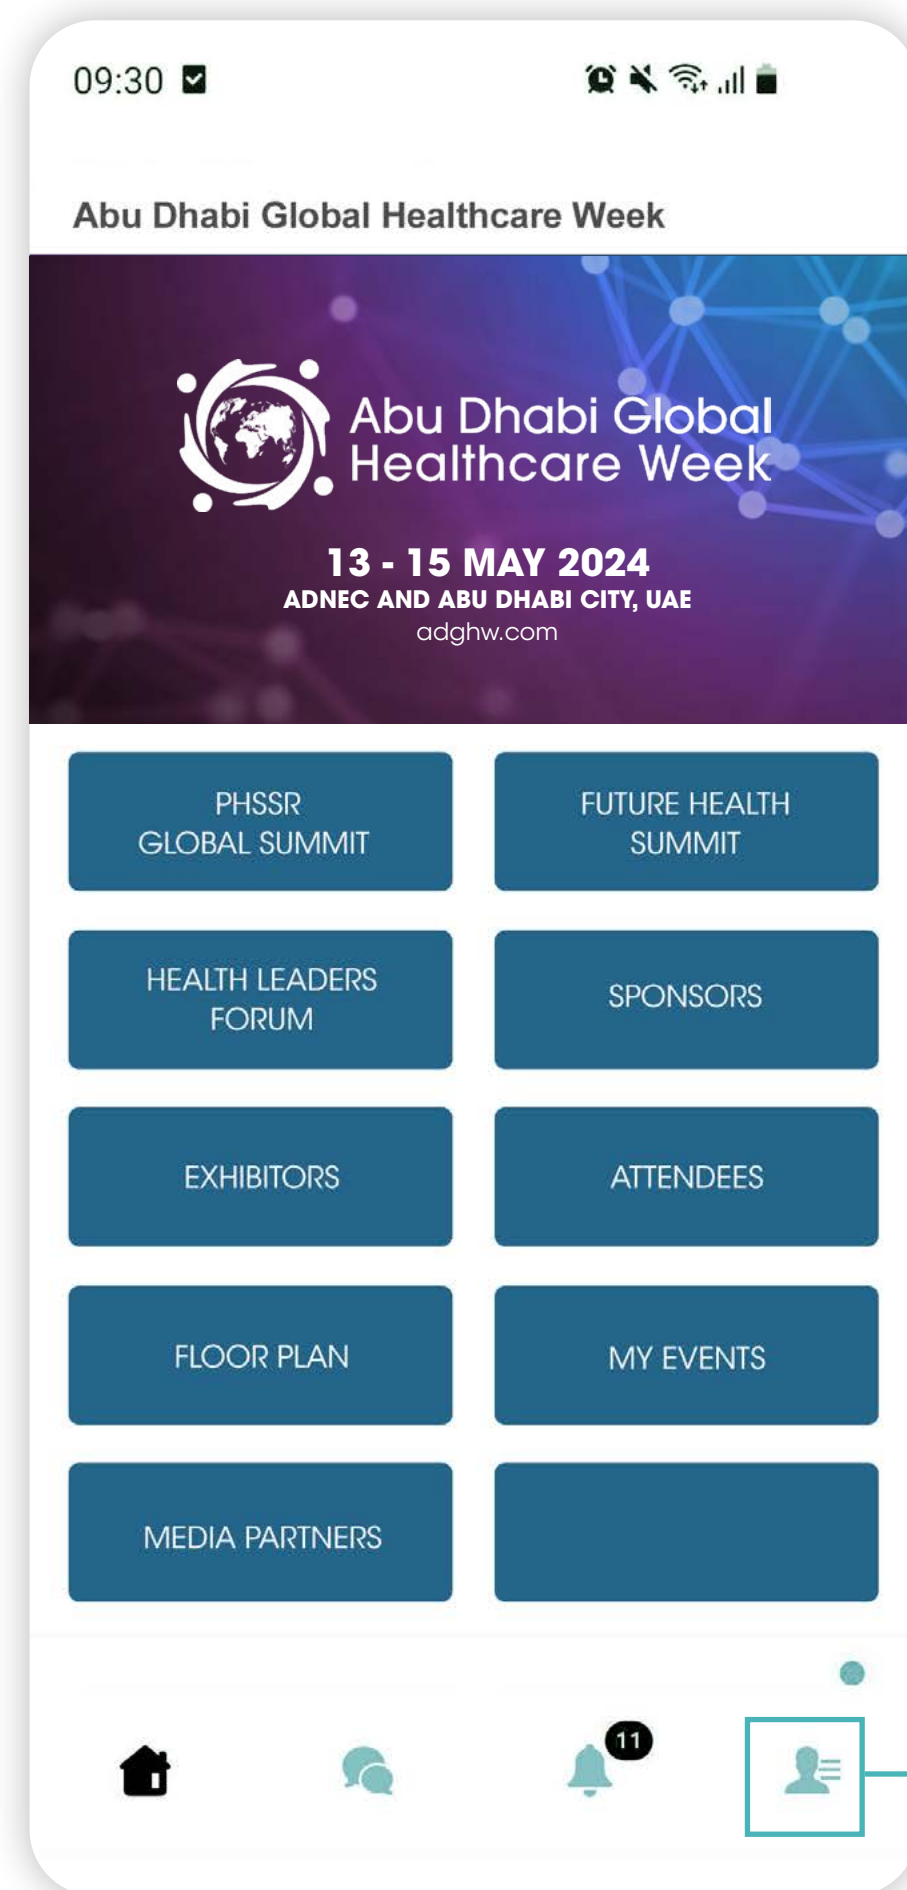 09:30
Abu Dhabi Global Healthcare Week
Abu Dhabi Global
Healthcare Week
13 - 15 MAY 2024
ADNEC AND ABU DHABI CITY, UAE
adghw.com
PHSSR
GLOBAL SUMMIT
FUTURE HEALTH
SUMMIT
HEALTH LEADERS
FORUM
SPONSORS
EXHIBITORS
ATTENDEES
FLOOR PLAN
MY EVENTS
MEDIA PARTNERS
11